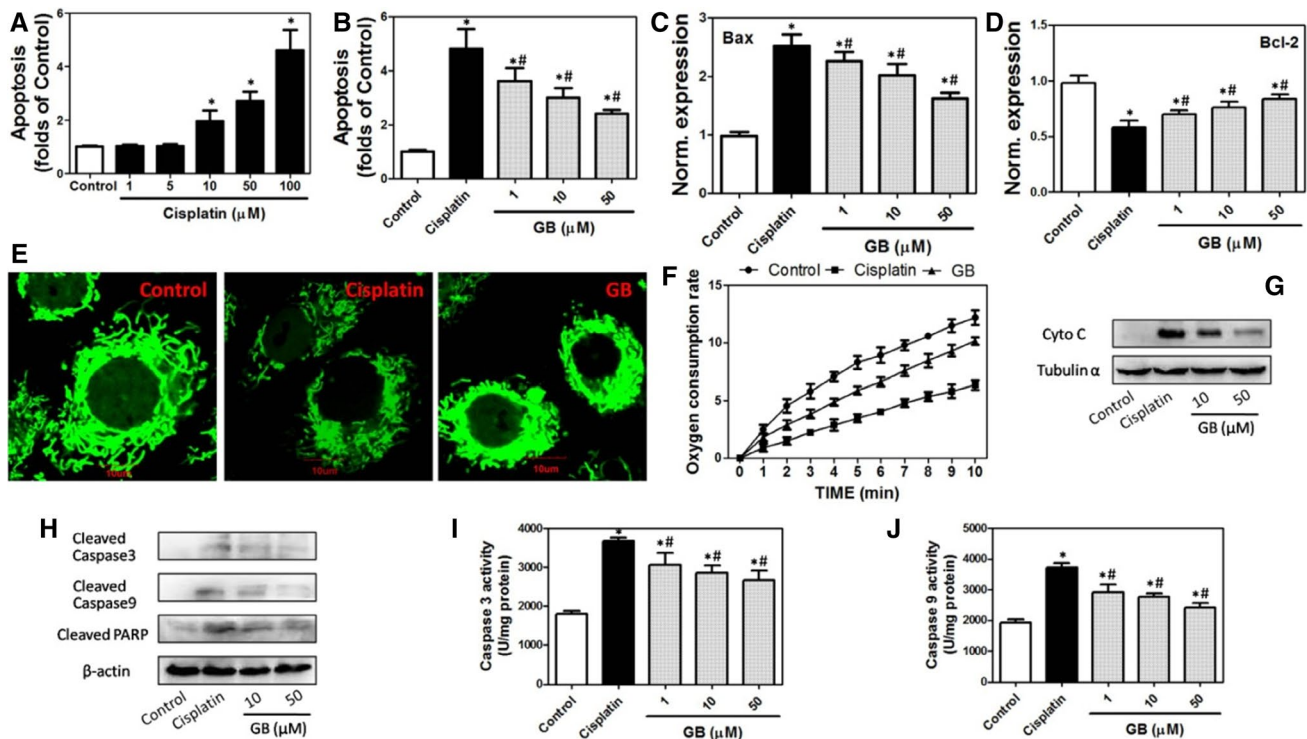 A
Apoptosis
(folds of Control)
6
4
2
0
*
*
*
Control 1 5 10 50 100
Cisplatin (μM)
B
Apoptosis
(folds of Control)
6
4
2
0
*
*#
*#
*#
Control Cisplatin 1 10 50
GB (μM)
C
Bax
Norm. expression
3
2
1
0
*
*#
*#
*#
Control Cisplatin 1 10 50
GB (μM)
D
Bcl-2
Norm. expression
1.5
1.0
0.5
0.0
*
*#
*#
*#
Control Cisplatin 1 10 50
GB (μM)
E
Control
10um
Cisplatin
10um
GB
10um
F
Control Cisplatin GB
Oxygen consumption rate
15
10
5
0
0 1 2 3 4 5 6 7 8 9 10
TIME (min)
G
Cyto C
Tubulin α
Control Cisplatin 10 50
GB (μM)
H
Cleaved
Caspase3
Cleaved
Caspase9
Cleaved PARP
β-actin
Control Cisplatin 10 50
GB (μM)
I
Caspase 3 activity
(U/mg protein)
4000
3000
2000
1000
0
*
*#
*#
*#
Control Cisplatin 1 10 50
GB (μM)
J
Caspase 9 activity
(U/mg protein)
5000
4000
3000
2000
1000
0
*
*#
*#
*#
Control Cisplatin 1 10 50
GB (μM)